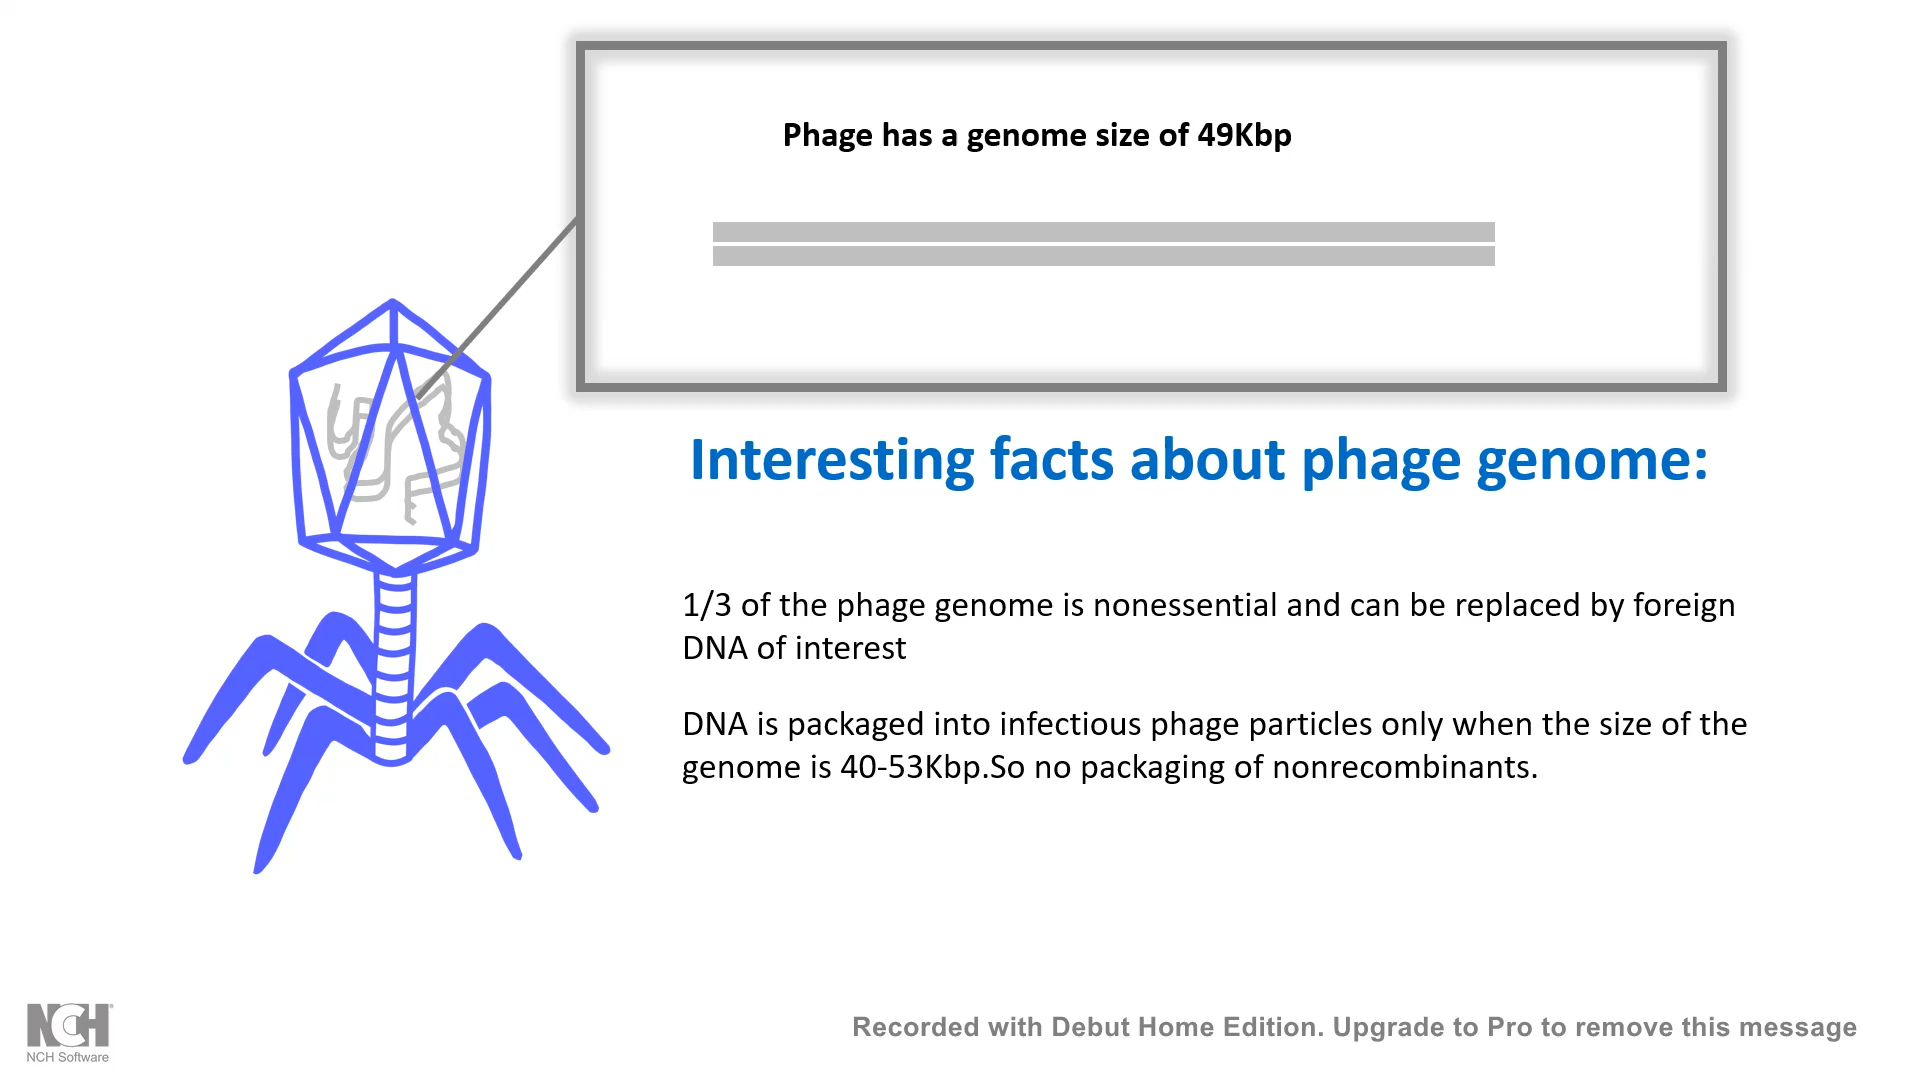 Phage has a genome size of 49Kbp
Interesting facts about phage genome:
1/3 of the phage genome is nonessential and can be replaced by foreign
DNA of interest
DNA is packaged into infectious phage particles only when the size of the
genome is 40-53Kbp.So no packaging of nonrecombinants.
NCH®
NCH Software
Recorded with Debut Home Edition. Upgrade to Pro to remove this message